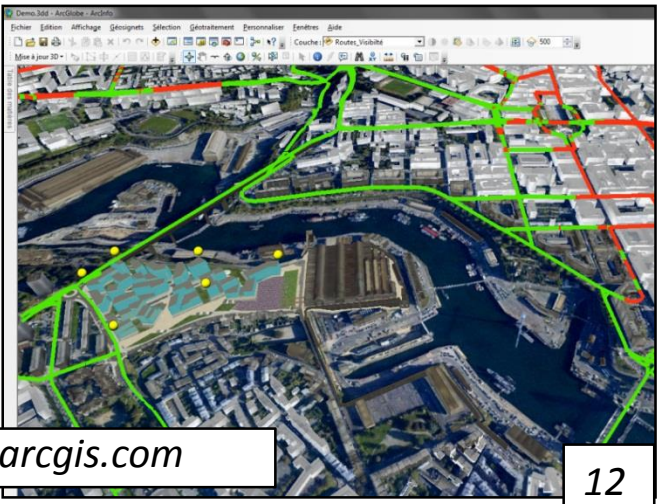 Demo.3dd - ArcGlobe - ArcInfo
Fichier Edition Affichage Géosignets Sélection Géotraitement Personnaliser Fenêtres Aide
Couche : Routes_Visibilité 500
Mise à jour 3D
Table des matières
arcgis.com
12